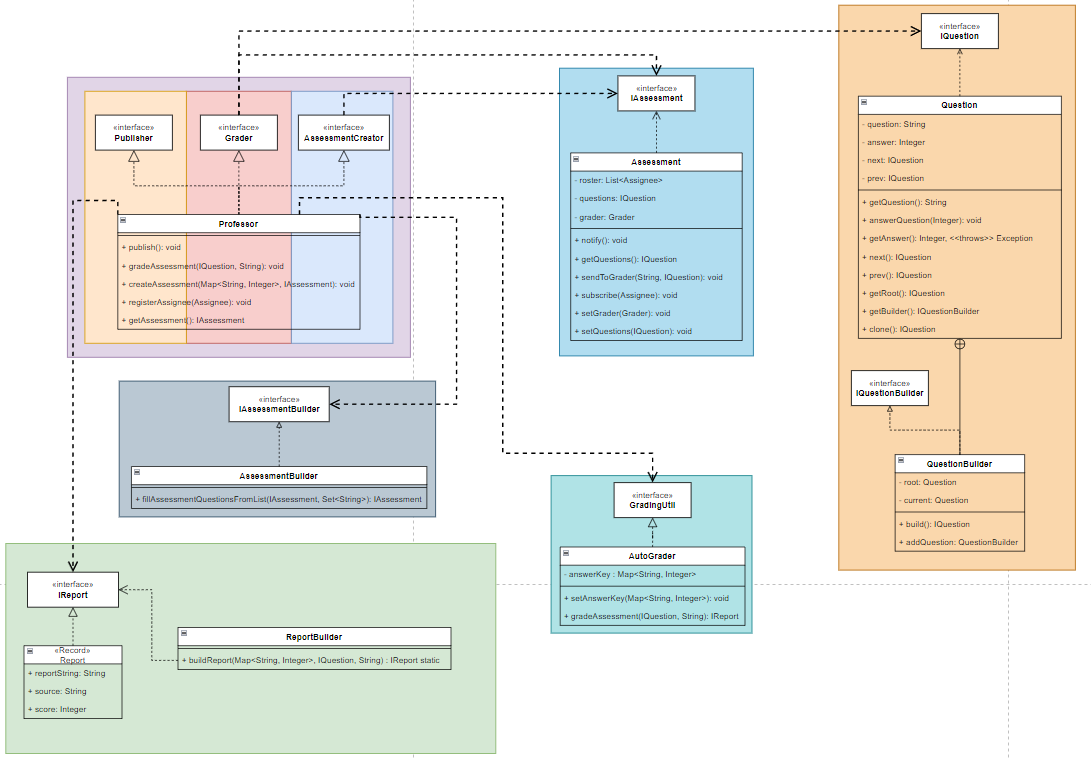 «interface»
IQuestion
«interface»
IAssessment
Question
- question: String
- answer: Integer
- next: IQuestion
- prev: IQuestion
+ getQuestion(): String
+ answerQuestion(Integer): void
+ getAnswer(): Integer, <<throws>> Exception
+ next(): IQuestion
+ prev(): IQuestion
+ getRoot(): IQuestion
+ getBuilder(): IQuestionBuilder
+ clone(): IQuestion
«interface»
Publisher
«interface»
Grader
«interface»
AssessmentCreator
Assessment
- roster: List<Assignee>
- questions: IQuestion
- grader: Grader
+ notify(): void
+ getQuestions(): IQuestion
+ sendToGrader(String, IQuestion): void
+ subscribe(Assignee): void
+ setGrader(Grader): void
+ setQuestions(IQuestion): void
Professor
+ publish(): void
+ gradeAssessment(IQuestion, String): void
+ createAssessment(Map<String, Integer>, IAssessment): void
+ registerAssignee(Assignee): void
+ getAssessment(): IAssessment
«interface»
IQuestionBuilder
«interface»
IAssessmentBuilder
QuestionBuilder
- root: Question
- current: Question
+ build(): IQuestion
+ addQuestion: QuestionBuilder
AssessmentBuilder
+ fillAssessmentQuestionsFromList(IAssessment, Set<String>): IAssessment
«interface»
GradingUtil
AutoGrader
- answerKey : Map<String, Integer>
+ setAnswerKey(Map<String, Integer>): void
+ gradeAssessment(IQuestion, String): IReport
«interface»
IReport
ReportBuilder
+ buildReport(Map<String, Integer>, IQuestion, String) : IReport static
«Record»
Report
+ reportString: String
+ source: String
+ score: Integer